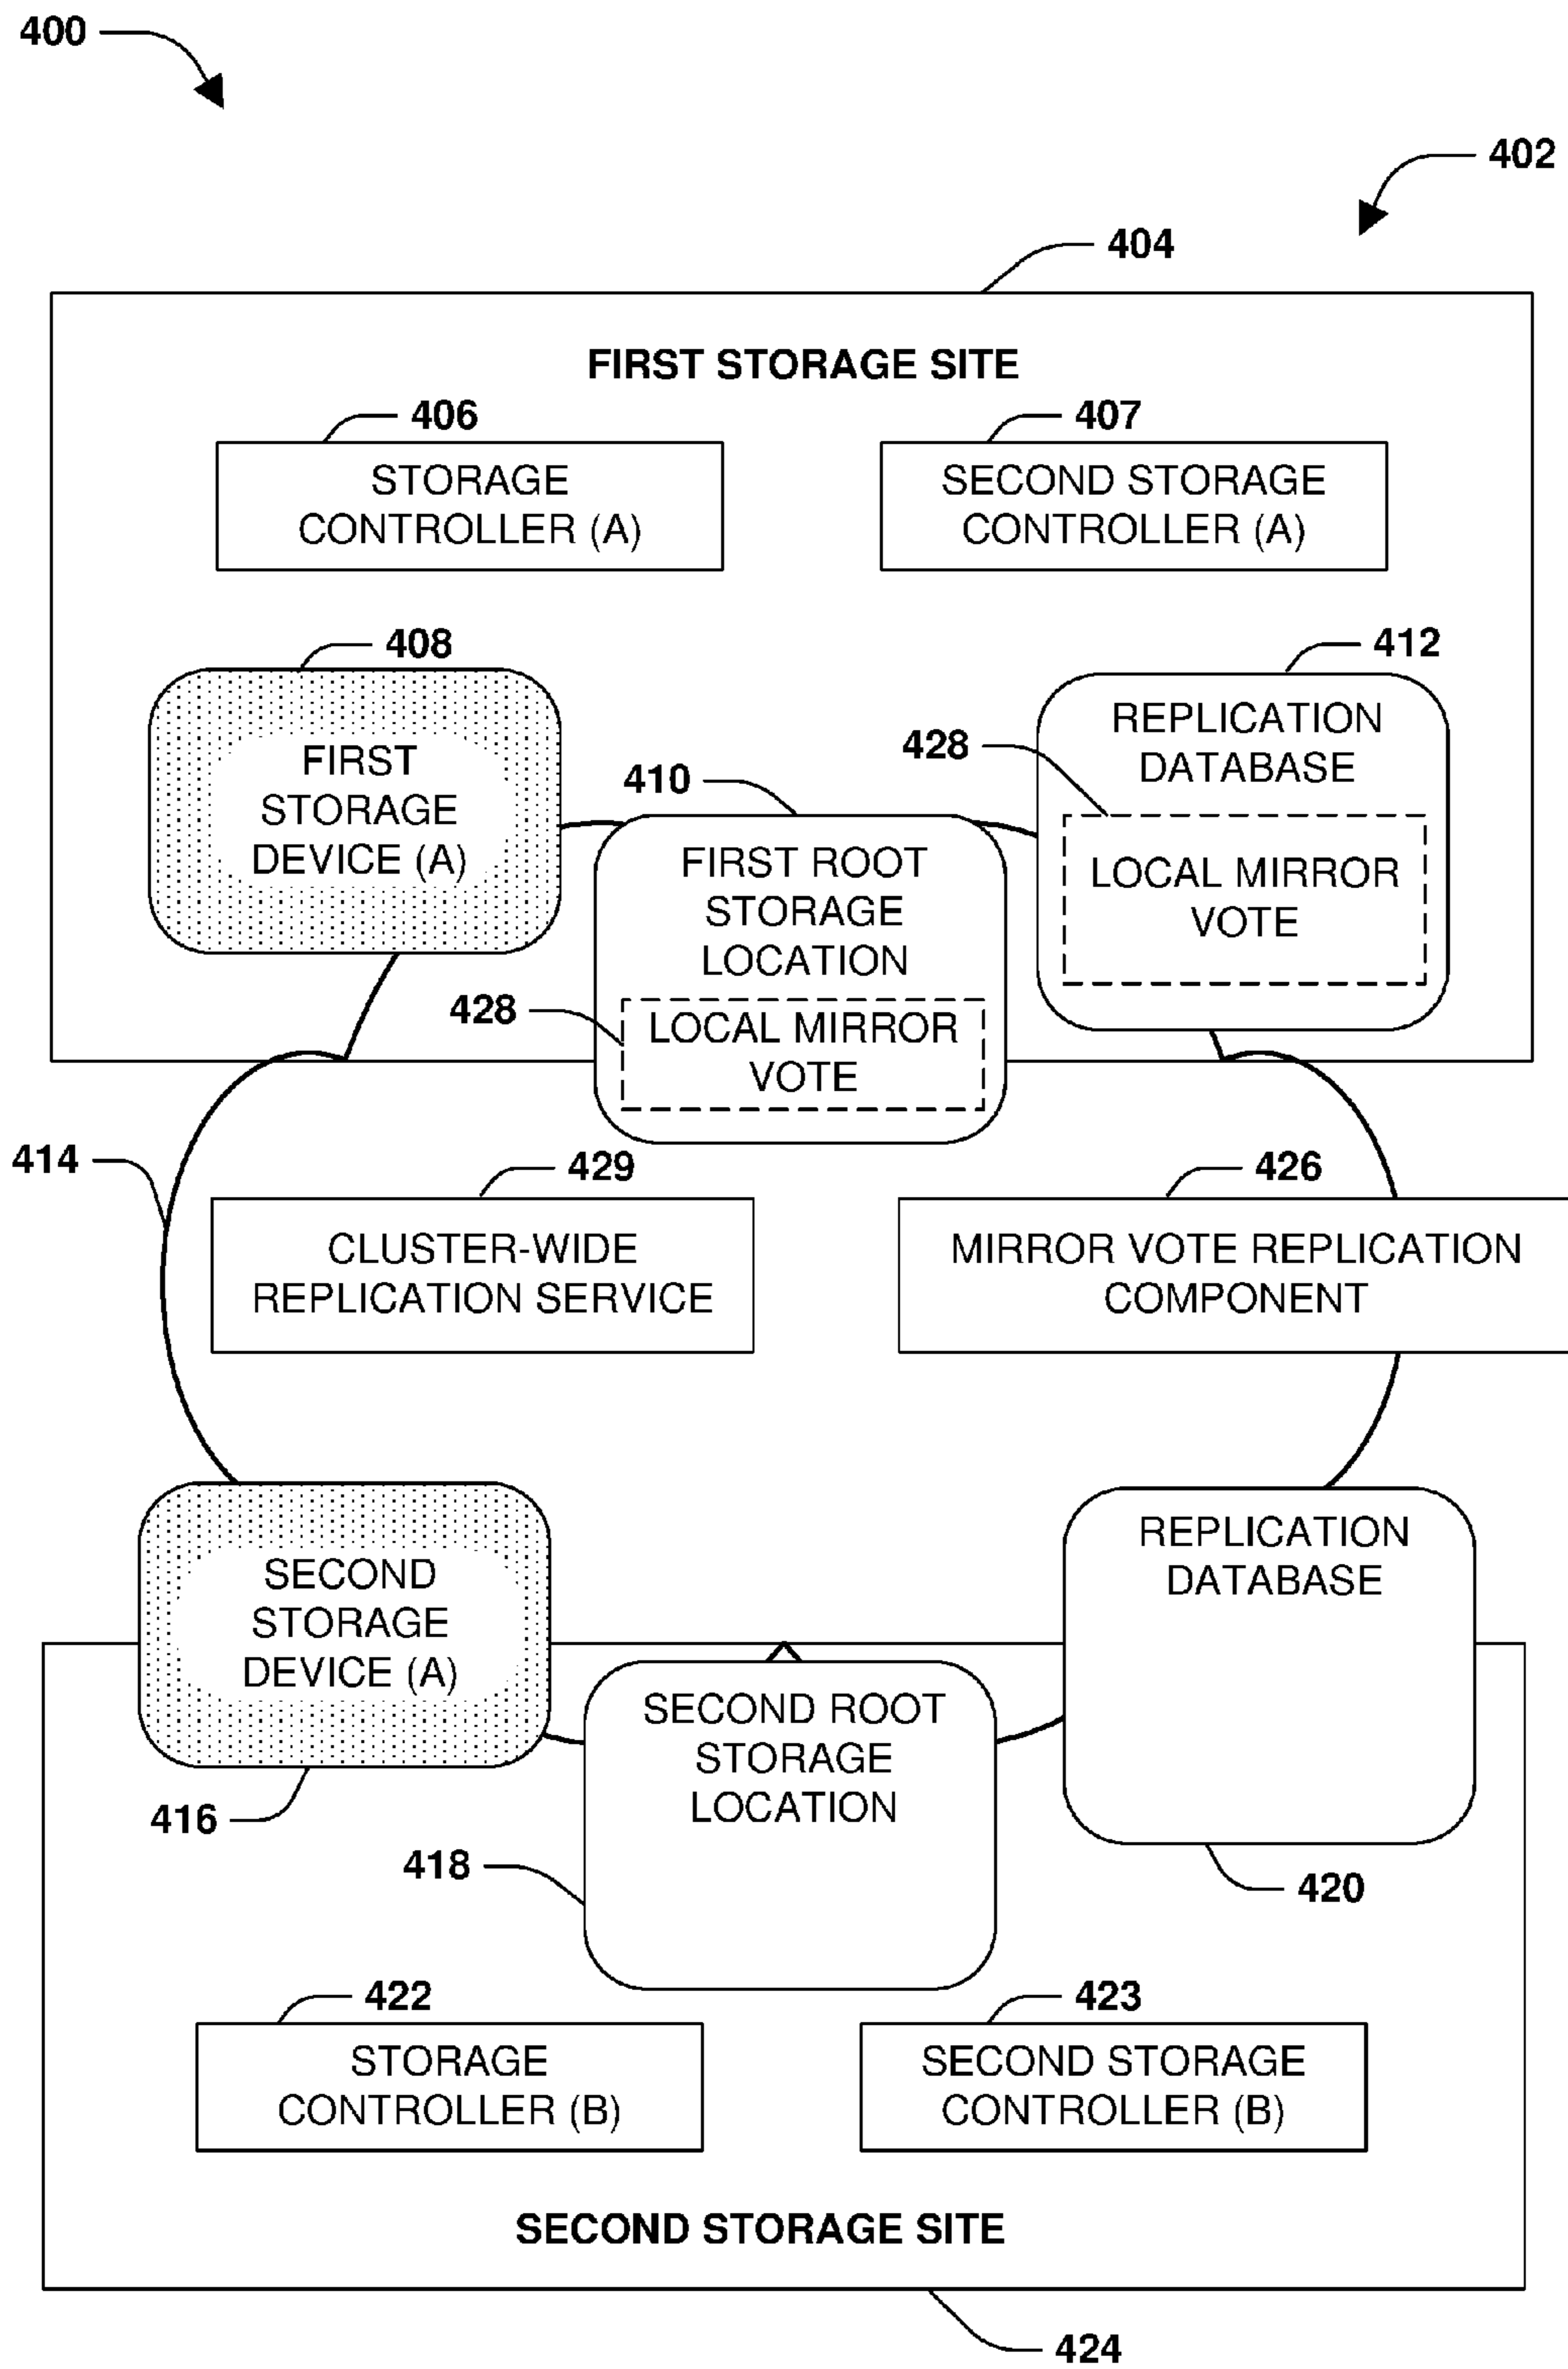 400
402
404
FIRST STORAGE SITE
406
407
STORAGE
CONTROLLER (A)
SECOND STORAGE
CONTROLLER (A)
408
412
FIRST
STORAGE
DEVICE (A)
410
428
REPLICATION
DATABASE
LOCAL MIRROR
VOTE
FIRST ROOT
STORAGE
LOCATION
428
LOCAL MIRROR
VOTE
414
429
426
CLUSTER-WIDE
REPLICATION SERVICE
MIRROR VOTE REPLICATION
COMPONENT
SECOND
STORAGE
DEVICE (A)
REPLICATION
DATABASE
SECOND ROOT
STORAGE
LOCATION
416
418
420
422
423
STORAGE
CONTROLLER (B)
SECOND STORAGE
CONTROLLER (B)
SECOND STORAGE SITE
424